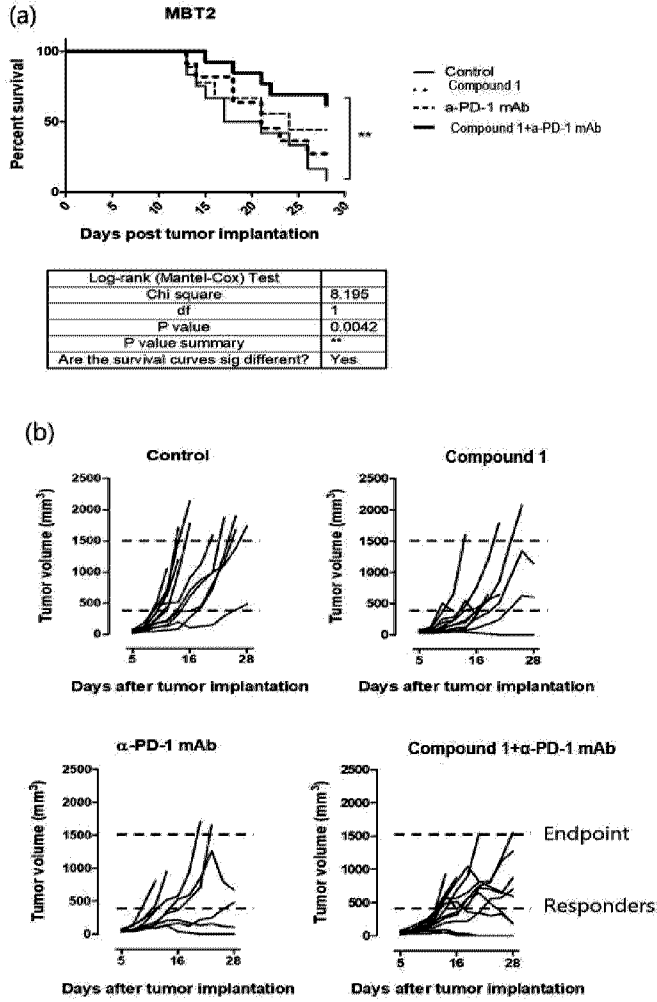 (a)
MBT2
Percent survival
100
50
0
0 5 10 15 20 25 30
Days post tumor implantation
**
Control
Compound 1
a-PD-1 mAb
Compound 1+a-PD-1 mAb
Log-rank (Mantel-Cox) Test
Chi square 8.195
df 1
P value 0.0042
P value summary **
Are the survival curves sig different? Yes
(b)
Control
Tumor volume (mm³)
2500
2000
1500
1000
500
0
5 16 28
Days after tumor implantation
Compound 1
Tumor volume (mm³)
2500
2000
1500
1000
500
0
5 16 28
Days after tumor implantation
α-PD-1 mAb
Tumor volume (mm³)
2500
2000
1500
1000
500
0
5 16 28
Days after tumor implantation
Compound 1+α-PD-1 mAb
Tumor volume (mm³)
2500
2000
1500
1000
500
0
5 16 28
Days after tumor implantation
Endpoint
Responders